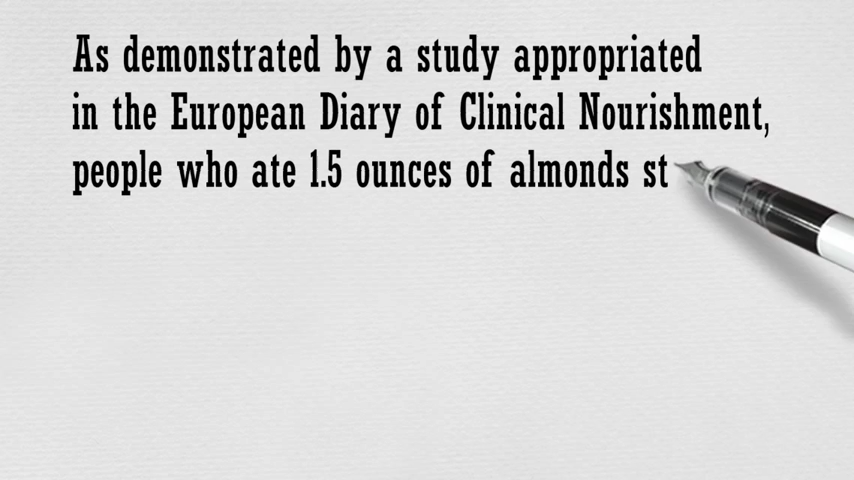 As demonstrated by a study appropriated
in the European Diary of Clinical Nourishment,
people who ate 1.5 ounces of almonds st